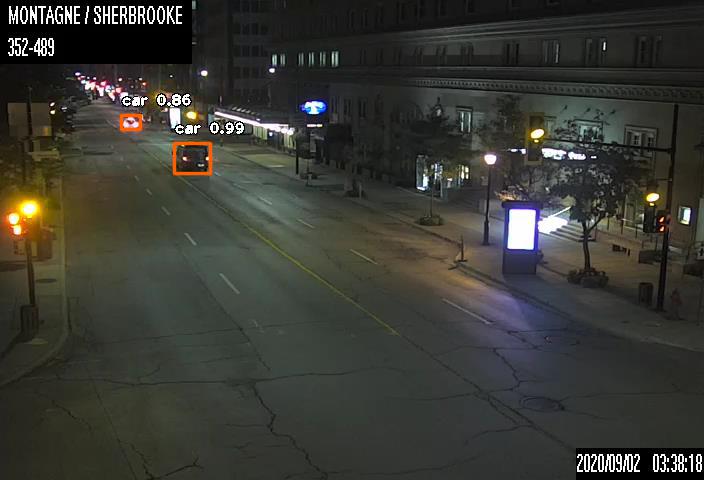 MONTAGNE / SHERBROOKE
352-489
car 0.86
car 0.99
2020/09/02 03:38:18